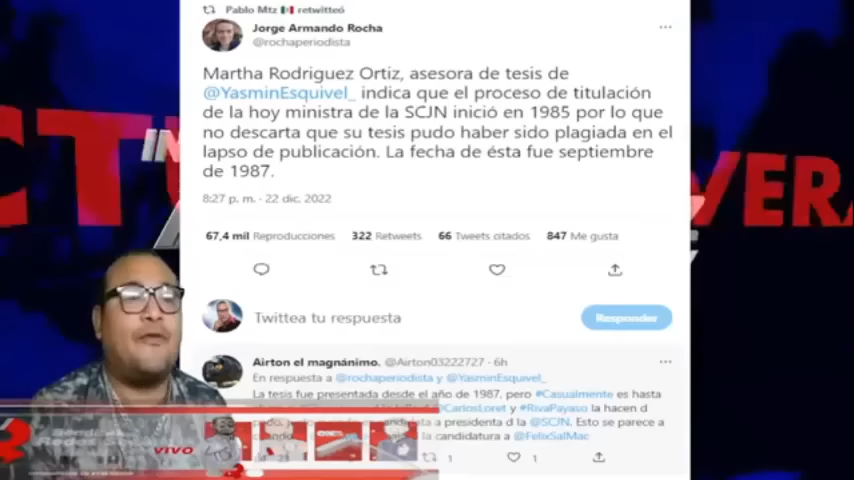 Pablo Mtz retwitteó
Jorge Armando Rocha
@rochaperiodista
Martha Rodriguez Ortiz, asesora de tesis de
@YasminEsquivel_ indica que el proceso de titulación
de la hoy ministra de la SCJN inició en 1985 por lo que
no descarta que su tesis pudo haber sido plagiada en el
lapso de publicación. La fecha de ésta fue septiembre
de 1987.
8:27 p. m. · 22 dic. 2022
67,4 mil Reproducciones 322 Retweets 66 Tweets citados 847 Me gusta
Twittea tu respuesta
Responder
Airton el magnánimo. @Airton03222727 · 6h
En respuesta a @rochaperiodista y @YasminEsquivel_
La tesis fue presentada desde el año de 1987, pero #Casualmente es hasta
@CarlosLoret y #RivaPayaso la hacen d
a presidenta d la @SCJN. Esto se parece a
la candidatura a @FelixSalMac
1
1
VIVO